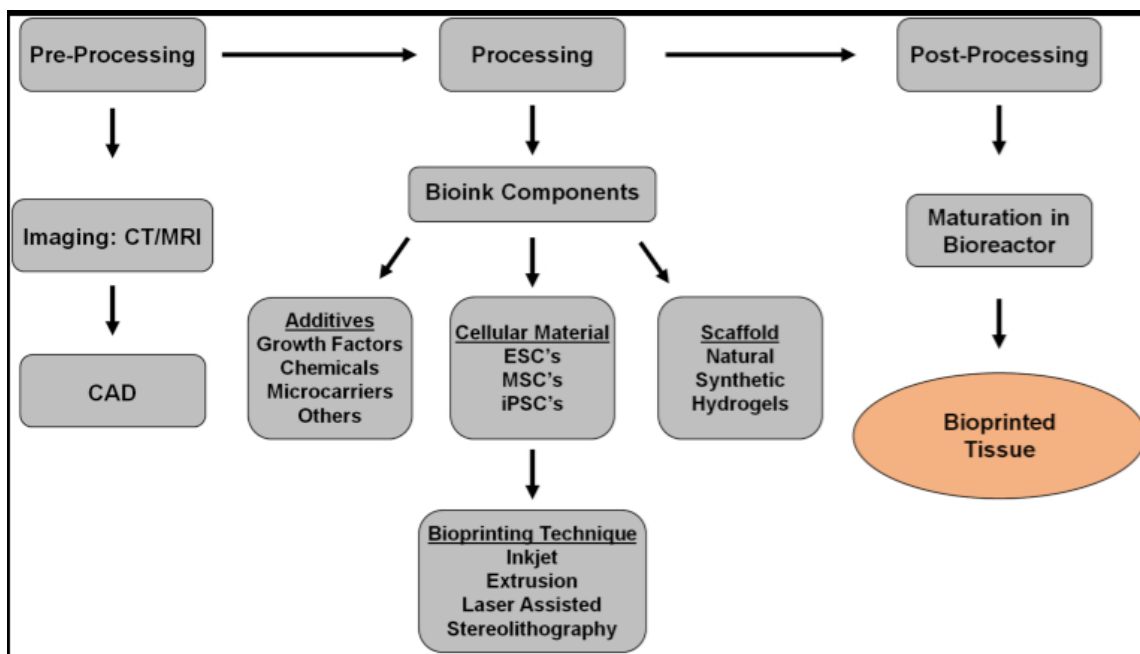 Pre-Processing
Processing
Post-Processing
Imaging: CT/MRI
CAD
Bioink Components
Additives
Growth Factors
Chemicals
Microcarriers
Others
Cellular Material
ESC's
MSC's
iPSC's
Scaffold
Natural
Synthetic
Hydrogels
Bioprinting Technique
Inkjet
Extrusion
Laser Assisted
Stereolithography
Maturation in
Bioreactor
Bioprinted
Tissue